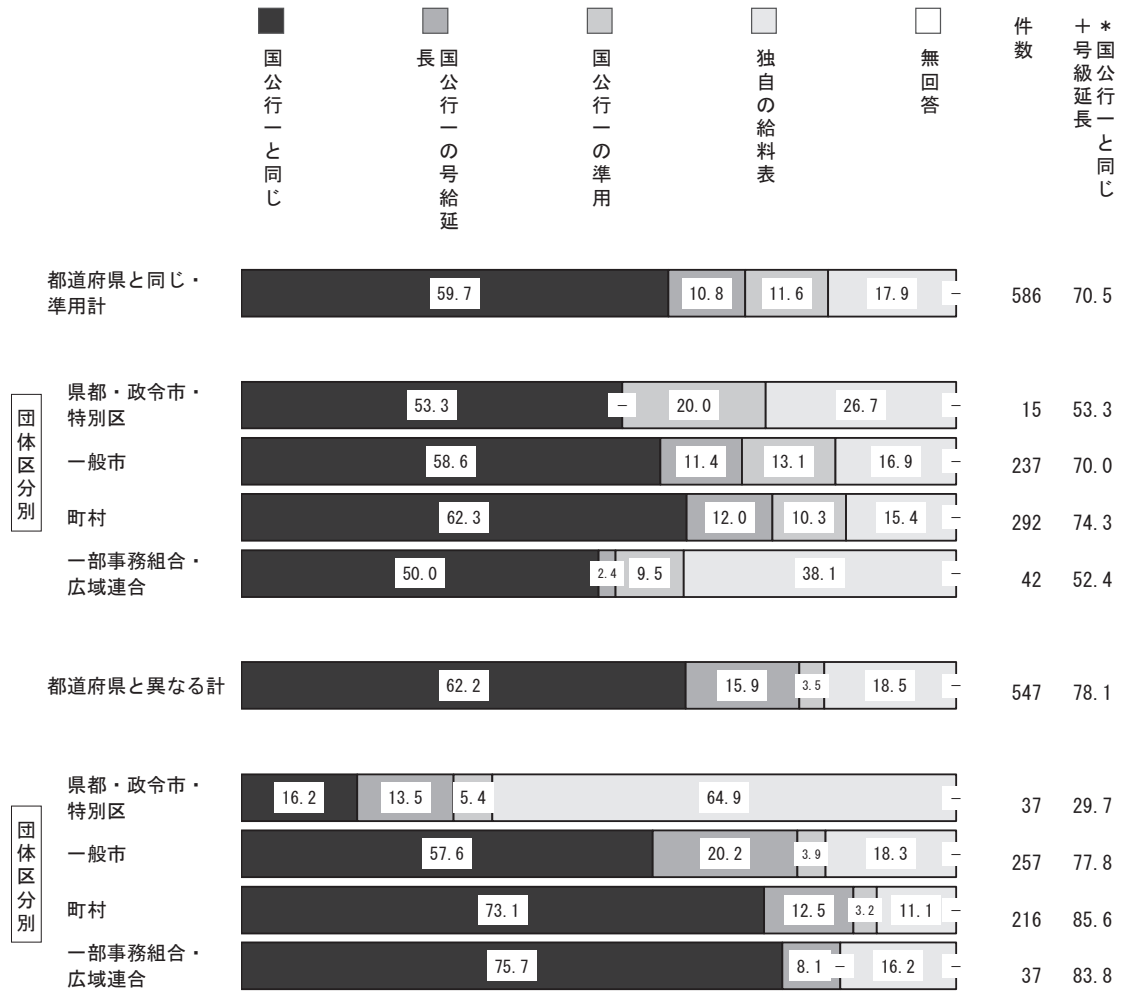 国公行一と同じ
国公行一の号給延長
国公行一の準用
独自の給料表
無回答
件数
*国公行一と同じ
+号級延長
都道府県と同じ・
準用計
59.7 10.8 11.6 17.9 - 586 70.5
団体区分別
県都・政令市・
特別区
53.3 - 20.0 26.7 - 15 53.3
一般市 58.6 11.4 13.1 16.9 - 237 70.0
町村 62.3 12.0 10.3 15.4 - 292 74.3
一部事務組合・
広域連合
50.0 2.4 9.5 38.1 - 42 52.4
都道府県と異なる計 62.2 15.9 3.5 18.5 - 547 78.1
団体区分別
県都・政令市・
特別区
16.2 13.5 5.4 64.9 - 37 29.7
一般市 57.6 20.2 3.9 18.3 - 257 77.8
町村 73.1 12.5 3.2 11.1 - 216 85.6
一部事務組合・
広域連合
75.7 8.1 - 16.2 - 37 83.8